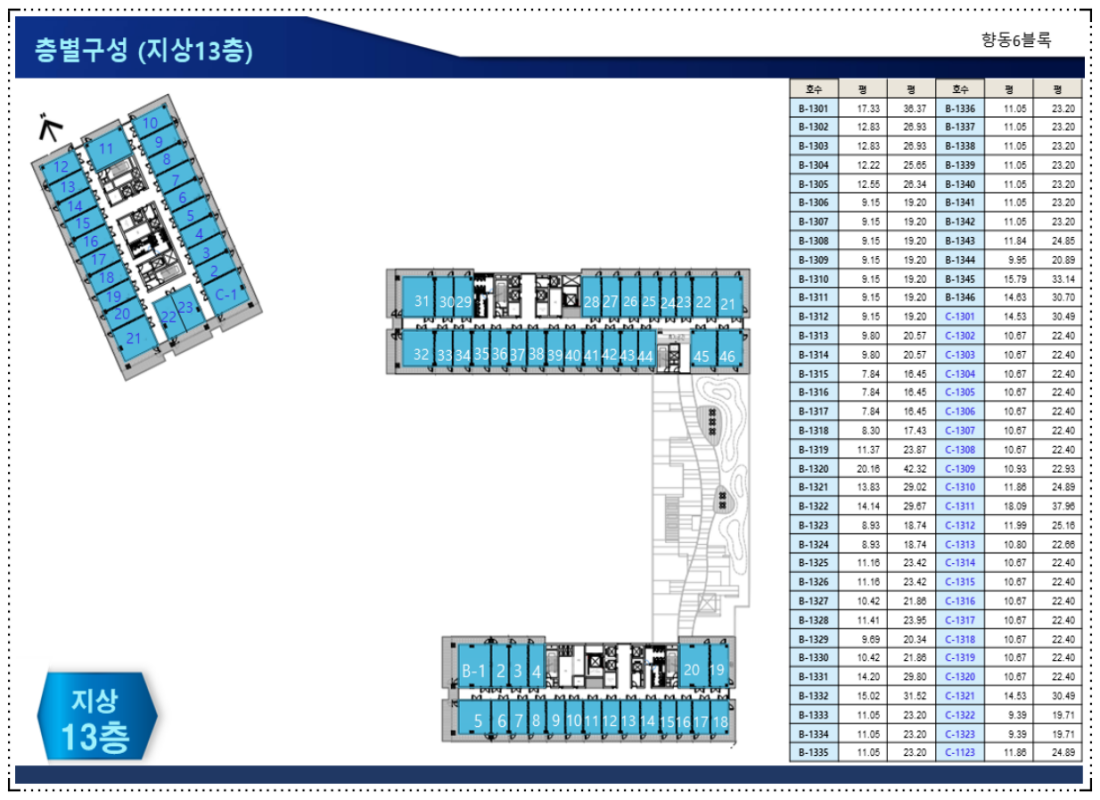 층별구성 (지상13층)
향동6블록
호수 평 평 호수 평 평
B-1301 17.33 36.37 B-1336 11.05 23.20
B-1302 12.83 26.93 B-1337 11.05 23.20
B-1303 12.83 26.93 B-1338 11.05 23.20
B-1304 12.22 25.65 B-1339 11.05 23.20
B-1305 12.55 26.34 B-1340 11.05 23.20
B-1306 9.15 19.20 B-1341 11.05 23.20
B-1307 9.15 19.20 B-1342 11.05 23.20
B-1308 9.15 19.20 B-1343 11.84 24.85
B-1309 9.15 19.20 B-1344 9.95 20.89
B-1310 9.15 19.20 B-1345 15.79 33.14
B-1311 9.15 19.20 B-1346 14.63 30.70
B-1312 9.15 19.20 C-1301 14.53 30.49
B-1313 9.80 20.57 C-1302 10.67 22.40
B-1314 9.80 20.57 C-1303 10.67 22.40
B-1315 7.84 16.45 C-1304 10.67 22.40
B-1316 7.84 16.45 C-1305 10.67 22.40
B-1317 7.84 16.45 C-1306 10.67 22.40
B-1318 8.30 17.43 C-1307 10.67 22.40
B-1319 11.37 23.87 C-1308 10.67 22.40
B-1320 20.16 42.32 C-1309 10.93 22.93
B-1321 13.83 29.02 C-1310 11.86 24.89
B-1322 14.14 29.67 C-1311 18.09 37.96
B-1323 8.93 18.74 C-1312 11.99 25.16
B-1324 8.93 18.74 C-1313 10.80 22.66
B-1325 11.16 23.42 C-1314 10.67 22.40
B-1326 11.16 23.42 C-1315 10.67 22.40
B-1327 10.42 21.86 C-1316 10.67 22.40
B-1328 11.41 23.95 C-1317 10.67 22.40
B-1329 9.69 20.34 C-1318 10.67 22.40
B-1330 10.42 21.86 C-1319 10.67 22.40
B-1331 14.20 29.80 C-1320 10.67 22.40
B-1332 15.02 31.52 C-1321 14.53 30.49
B-1333 11.05 23.20 C-1322 9.39 19.71
B-1334 11.05 23.20 C-1323 9.39 19.71
B-1335 11.05 23.20 C-1123 11.86 24.89
10
9
8
7
6
5
4
3
2
C-1
11
12
13
14
15
16
17
18
19
20
21
22 23
31 30 29 28 27 26 25 24 23 22 21
32 33 34 35 36 37 38 39 40 41 42 43 44 45 46
B-1 2 3 4 20 19
5 6 7 8 9 10 11 12 13 14 15 16 17 18
지상
13층